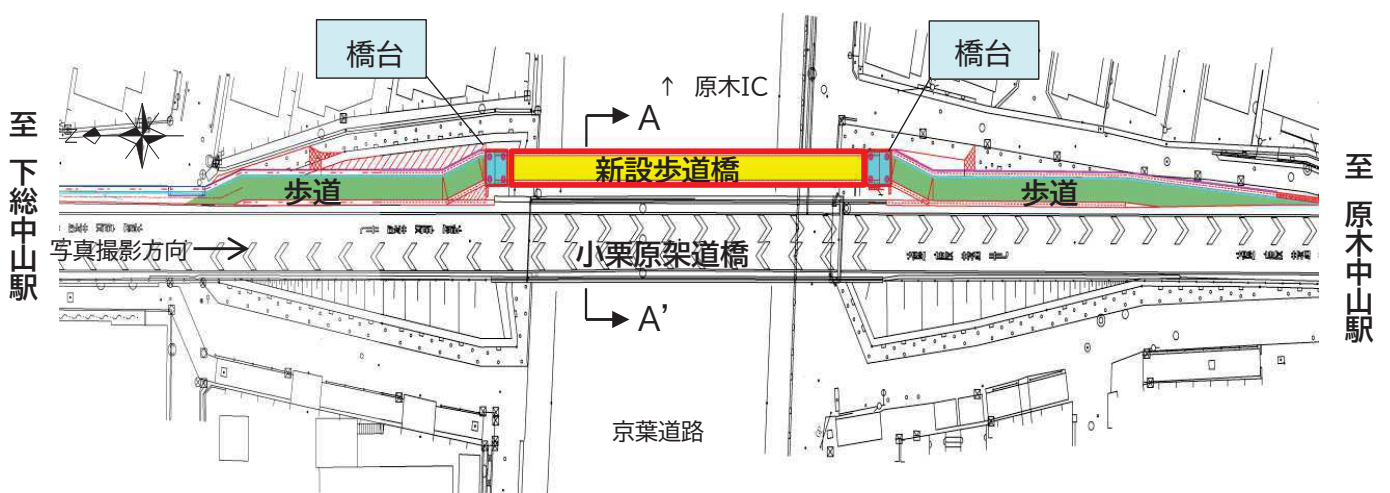 橋台
橋台
↑ 原木IC
A
至 下総中山駅
至 原木中山駅
新設歩道橋
歩道
歩道
写真撮影方向
小栗原架道橋
A’
京葉道路